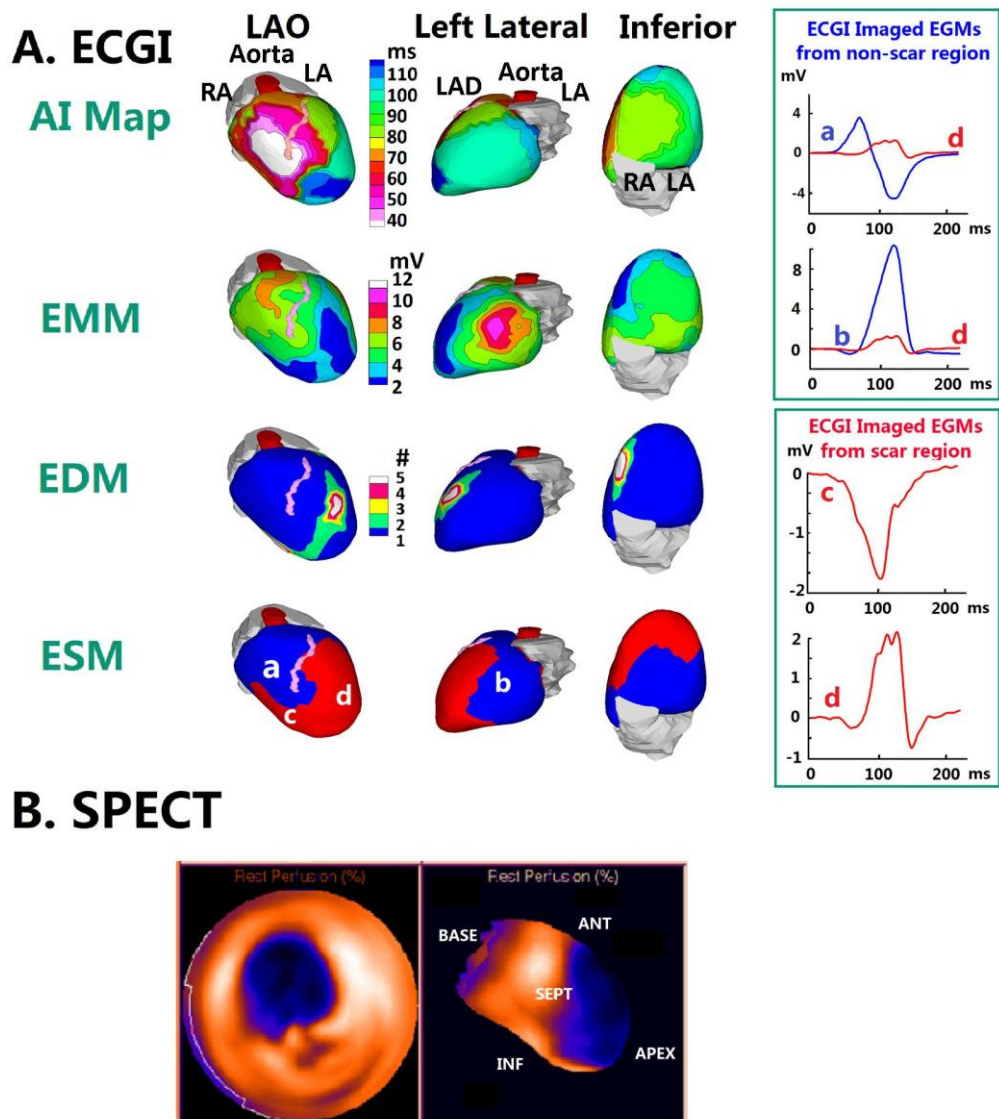 A. ECGI
LAO
Left Lateral
Inferior
AI Map
Aorta
RA
LA
ms
110
100
90
80
70
60
50
40
LAD
Aorta
LA
RA LA
EMM
mV
12
10
8
6
4
2
EDM
#
5
4
3
2
1
ESM
a
c
d
b
ECGI Imaged EGMs
from non-scar region
mV
4
0
-4
a
d
0 100 200 ms
8
4
0
b
d
0 100 200 ms
ECGI Imaged EGMs
from scar region
mV
0
-1
-2
c
0 100 200 ms
2
1
0
-1
d
0 100 200 ms
B. SPECT
Rest Perfusion (%)
Rest Perfusion (%)
BASE
ANT
SEPT
INF
APEX